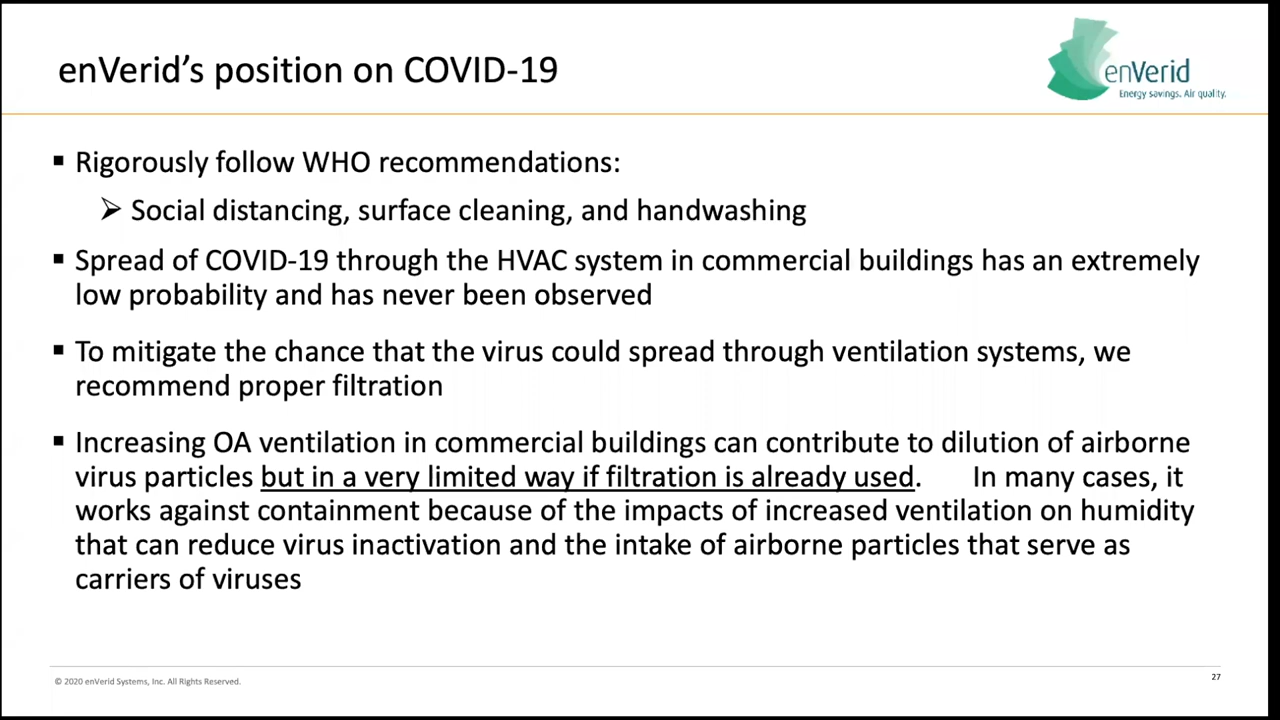 enVerid’s position on COVID-19
enVerid
Energy savings. Air quality.
▪ Rigorously follow WHO recommendations:
➢ Social distancing, surface cleaning, and handwashing
▪ Spread of COVID-19 through the HVAC system in commercial buildings has an extremely
low probability and has never been observed
▪ To mitigate the chance that the virus could spread through ventilation systems, we
recommend proper filtration
▪ Increasing OA ventilation in commercial buildings can contribute to dilution of airborne
virus particles but in a very limited way if filtration is already used. In many cases, it
works against containment because of the impacts of increased ventilation on humidity
that can reduce virus inactivation and the intake of airborne particles that serve as
carriers of viruses
© 2020 enVerid Systems, Inc. All Rights Reserved.
27